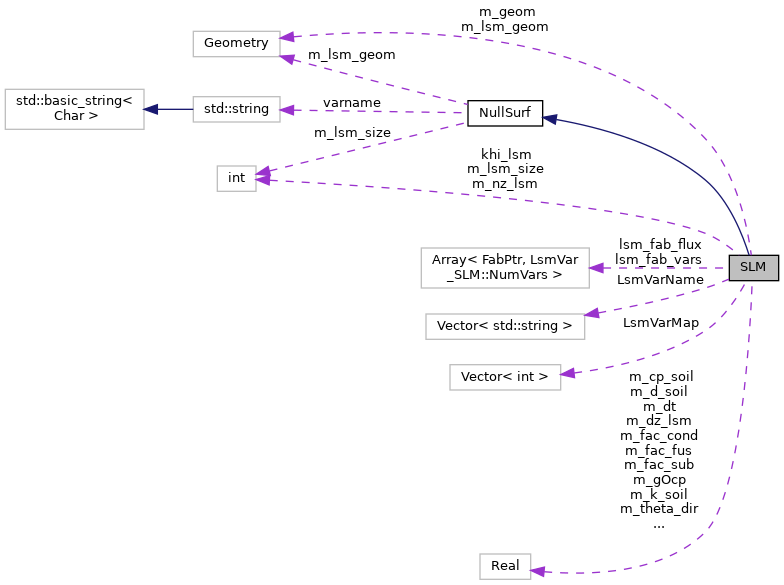 m_geom
m_lsm_geom
Geometry
m_lsm_geom
std::basic_string<
Char >
std::string
varname
NullSurf
m_lsm_size
int
khi_lsm
m_lsm_size
m_nz_lsm
lsm_fab_flux
lsm_fab_vars
Array< FabPtr, LsmVar
_SLM::NumVars >
SLM
LsmVarName
Vector< std::string >
LsmVarMap
Vector< int >
m_cp_soil
m_d_soil
m_dt
m_dz_lsm
m_fac_cond
m_fac_fus
m_fac_sub
m_gOcp
m_k_soil
m_theta_dir
...
Real